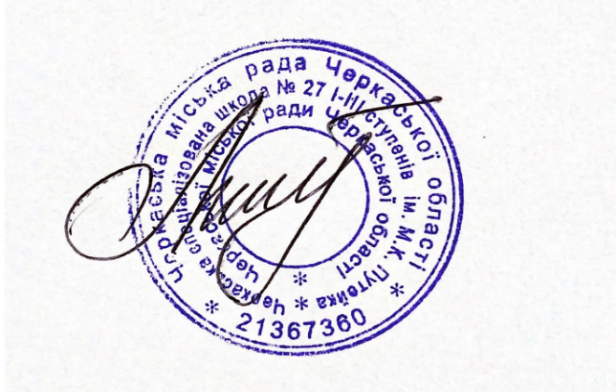 Черкаська міська рада Черкаської області
* 21367360 *
Черкаська спеціалізована школа № 27 І-ІІІ ступенів ім. М.К. Путейка *
Черкаської міської ради Черкаської області *